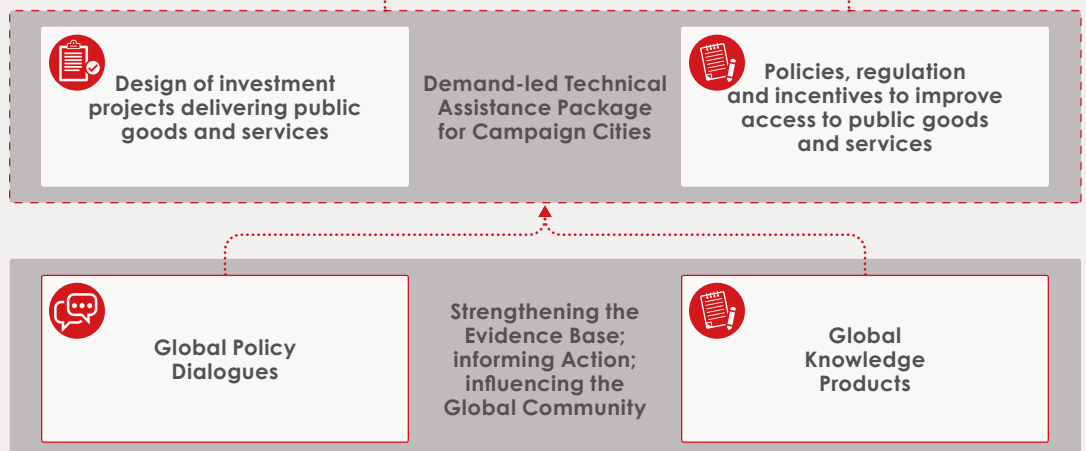 Design of investment
projects delivering public
goods and services
Demand-led Technical
Assistance Package
for Campaign Cities
Policies, regulation
and incentives to improve
access to public goods
and services
Global Policy
Dialogues
Strengthening the
Evidence Base;
informing Action;
influencing the
Global Community
Global
Knowledge
Products